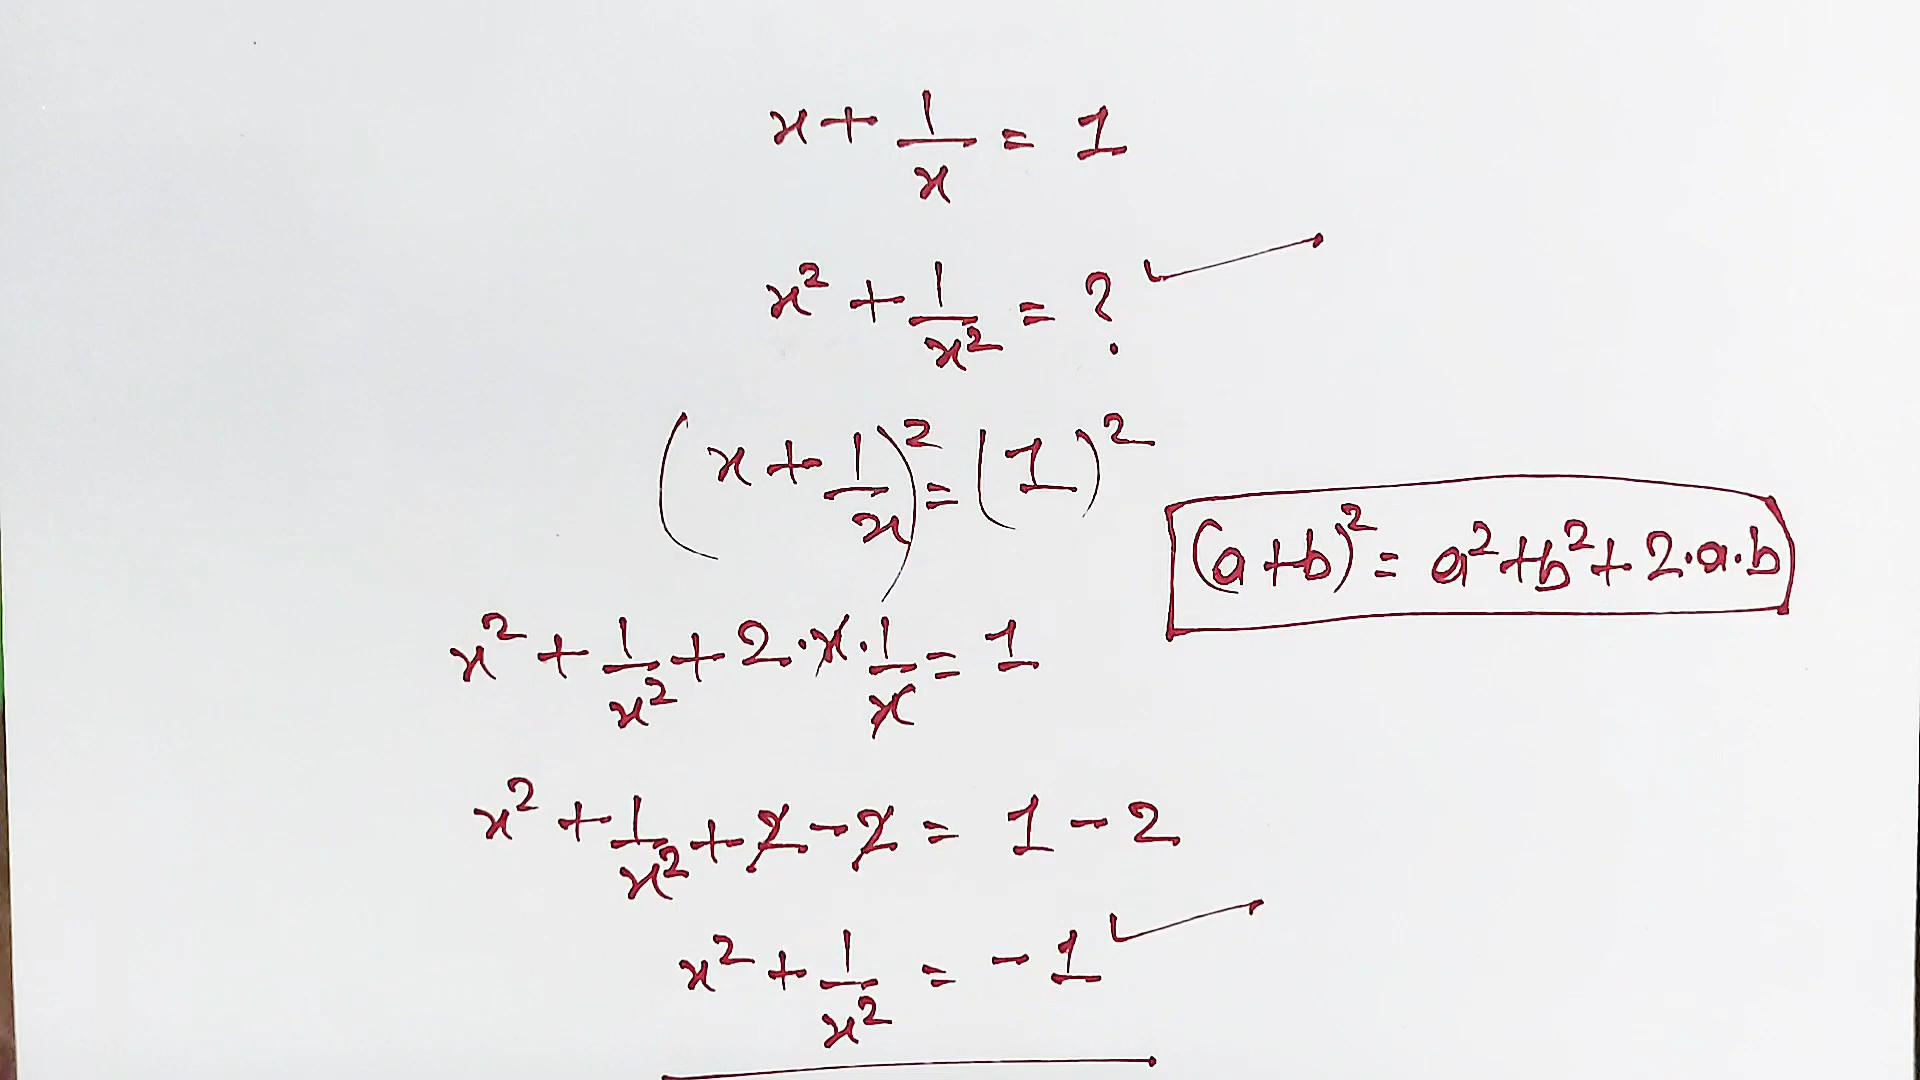 x + 1/x = 1
x² + 1/x² = ?
(x + 1/x)² = (1)²
(a+b)² = a²+b²+2·a·b
x² + 1/x² + 2·x·1/x = 1
x² + 1/x² + 2 - 2 = 1 - 2
x² + 1/x² = -1